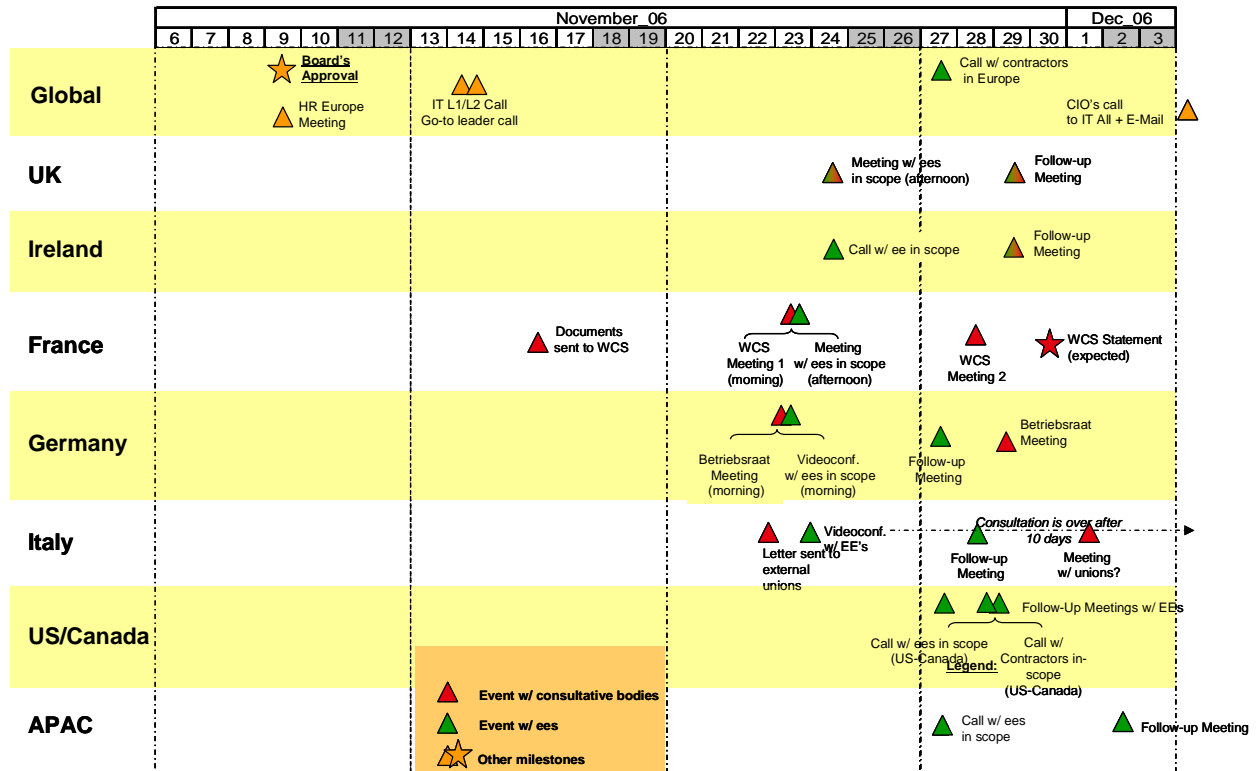 November_06
Dec_06
6 7 8 9 10 11 12 13 14 15 16 17 18 19 20 21 22 23 24 25 26 27 28 29 30 1 2 3
Global
Board's
Approval
HR Europe
Meeting
IT L1/L2 Call
Go-to leader call
Call w/ contractors
in Europe
CIO's call
to IT All + E-Mail
UK
Meeting w/ ees
in scope (afternoon)
Follow-up
Meeting
Ireland
Call w/ ee in scope
Follow-up
Meeting
France
Documents
sent to WCS
WCS
Meeting 1
(morning)
Meeting
w/ ees in scope
(afternoon)
WCS
Meeting 2
WCS Statement
(expected)
Germany
Betriebsraat
Meeting
(morning)
Videoconf.
w/ ees in scope
(morning)
Follow-up
Meeting
Betriebsraat
Meeting
Italy
Letter sent to
external
unions
Videoconf.
w/ EE's
Consultation is over after
10 days
Follow-up
Meeting
Meeting
w/ unions?
US/Canada
Follow-Up Meetings w/ EEs
Call w/ ees in scope
(US-Canada)
Call w/
Contractors in-
scope
(US-Canada)
Legend:
Event w/ consultative bodies
Event w/ ees
Other milestones
APAC
Call w/ ees
in scope
Follow-up Meeting